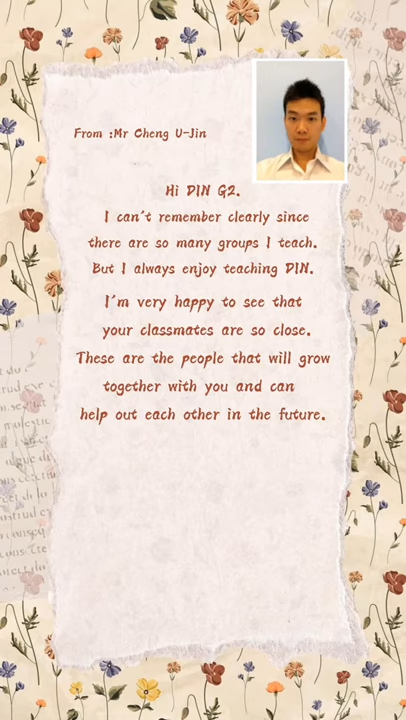 From :Mr Cheng U-Jin
Hi DIN G2.
I can't remember clearly since
there are so many groups I teach.
But I always enjoy teaching DIN.
I'm very happy to see that
your classmates are so close.
These are the people that will grow
together with you and can
help out each other in the future.